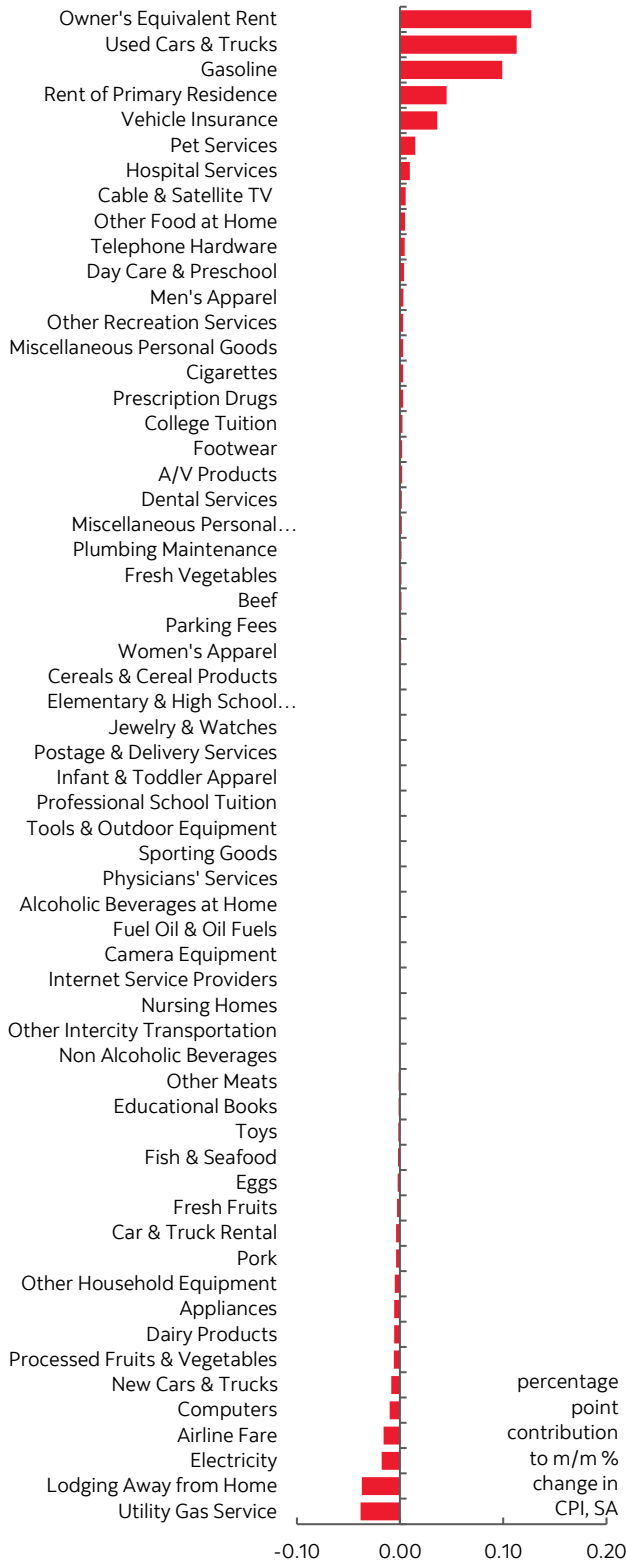 Owner's Equivalent Rent
Used Cars & Trucks
Gasoline
Rent of Primary Residence
Vehicle Insurance
Pet Services
Hospital Services
Cable & Satellite TV
Other Food at Home
Telephone Hardware
Day Care & Preschool
Men's Apparel
Other Recreation Services
Miscellaneous Personal Goods
Cigarettes
Prescription Drugs
College Tuition
Footwear
A/V Products
Dental Services
Miscellaneous Personal…
Plumbing Maintenance
Fresh Vegetables
Beef
Parking Fees
Women's Apparel
Cereals & Cereal Products
Elementary & High School…
Jewelry & Watches
Postage & Delivery Services
Infant & Toddler Apparel
Professional School Tuition
Tools & Outdoor Equipment
Sporting Goods
Physicians' Services
Alcoholic Beverages at Home
Fuel Oil & Oil Fuels
Camera Equipment
Internet Service Providers
Nursing Homes
Other Intercity Transportation
Non Alcoholic Beverages
Other Meats
Educational Books
Toys
Fish & Seafood
Eggs
Fresh Fruits
Car & Truck Rental
Pork
Other Household Equipment
Appliances
Dairy Products
Processed Fruits & Vegetables
New Cars & Trucks
Computers
Airline Fare
Electricity
Lodging Away from Home
Utility Gas Service
percentage
point
contribution
to m/m %
change in
CPI, SA
-0.10 0.00 0.10 0.20